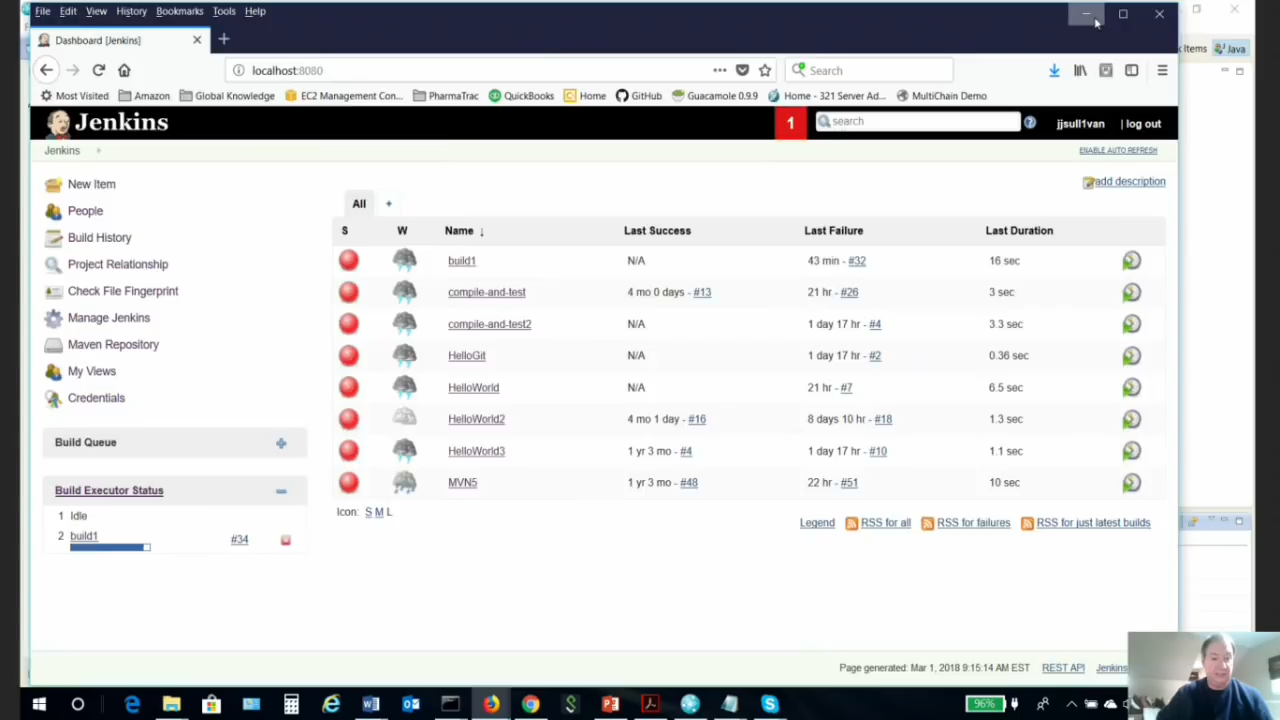 File Edit View History Bookmarks Tools Help
Dashboard [Jenkins]
Items Java
localhost:8080
Search
Most Visited Amazon Global Knowledge EC2 Management Con... PharmaTrac QuickBooks Home GitHub Guacamole 0.9.9 Home - 321 Server Ad... MultiChain Demo
Jenkins
1
search
jjsull1van | log out
Jenkins
ENABLE AUTO REFRESH
add description
New Item
People
Build History
Project Relationship
Check File Fingerprint
Manage Jenkins
Maven Repository
My Views
Credentials
Build Queue
Build Executor Status
1 Idle
2 build1 #34
All +
S W Name ↓ Last Success Last Failure Last Duration
build1 N/A 43 min - #32 16 sec
compile-and-test 4 mo 0 days - #13 21 hr - #26 3 sec
compile-and-test2 N/A 1 day 17 hr - #4 3.3 sec
HelloGit N/A 1 day 17 hr - #2 0.36 sec
HelloWorld N/A 21 hr - #7 6.5 sec
HelloWorld2 4 mo 1 day - #16 8 days 10 hr - #18 1.3 sec
HelloWorld3 1 yr 3 mo - #4 1 day 17 hr - #10 1.1 sec
MVN5 1 yr 3 mo - #48 22 hr - #51 10 sec
Icon: S M L
Legend RSS for all RSS for failures RSS for just latest builds
Page generated: Mar 1, 2018 9:15:14 AM EST REST API Jenkins
96%